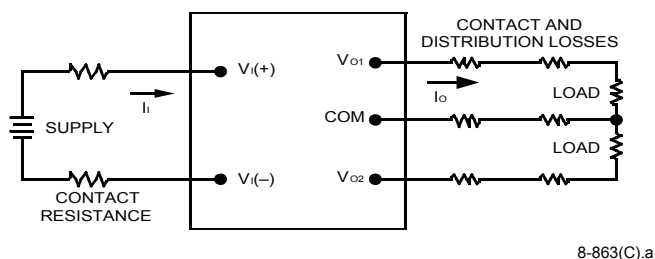 CONTACT AND
DISTRIBUTION LOSSES
VI(+)
VO1
II
IO
LOAD
SUPPLY
COM
LOAD
VI(–)
VO2
CONTACT
RESISTANCE
8-863(C).a